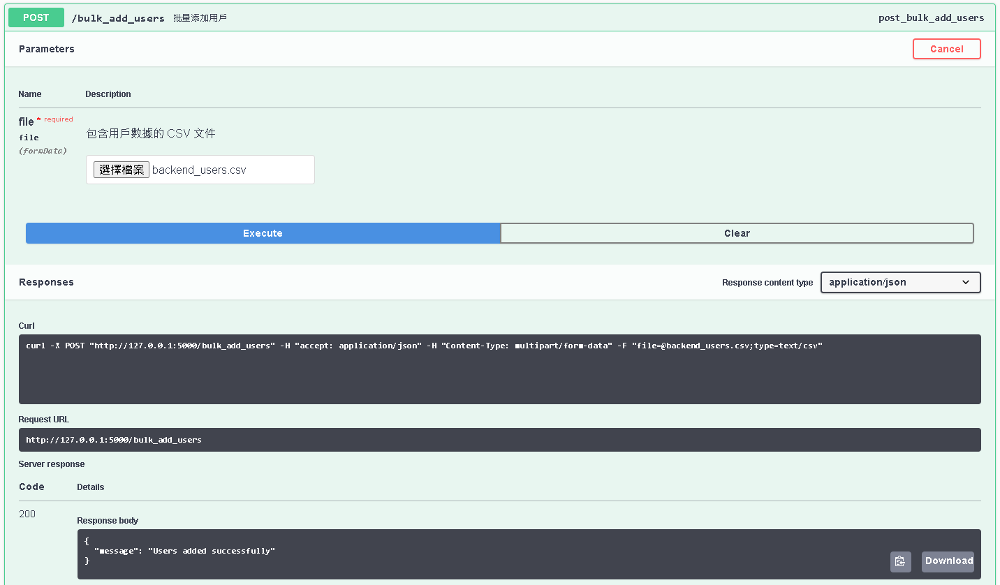 POST /bulk_add_users 批量添加用戶 post_bulk_add_users
Parameters Cancel
Name Description
file * required
file
(formData)
包含用戶數據的 CSV 文件
選擇檔案 backend_users.csv
Execute Clear
Responses Response content type application/json
Curl
curl -X POST "http://127.0.0.1:5000/bulk_add_users" -H "accept: application/json" -H "Content-Type: multipart/form-data" -F "file=@backend_users.csv;type=text/csv"
Request URL
http://127.0.0.1:5000/bulk_add_users
Server response
Code Details
200
Response body
{
"message": "Users added successfully"
}
Download